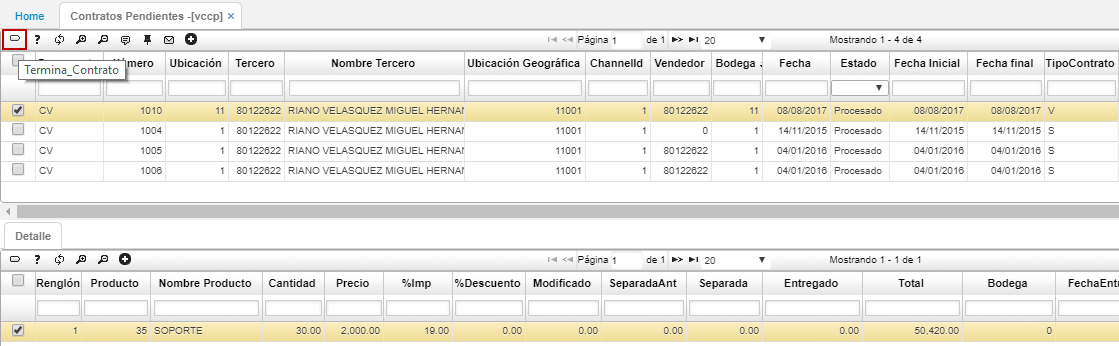 Home Contratos Pendientes -[vccp] ×
? Página 1 de 1 20 Mostrando 1 - 4 de 4
Número Ubicación Tercero Nombre Tercero Ubicación Geográfica ChannelId Vendedor Bodega Fecha Estado Fecha Inicial Fecha final TipoContrato
Termina_Contrato
CV 1010 11 80122622 RIANO VELASQUEZ MIGUEL HERNAN 11001 1 80122622 11 08/08/2017 Procesado 08/08/2017 08/08/2017 V
CV 1004 1 80122622 RIANO VELASQUEZ MIGUEL HERNAN 11001 1 0 1 14/11/2015 Procesado 14/11/2015 14/11/2015 S
CV 1005 1 80122622 RIANO VELASQUEZ MIGUEL HERNAN 11001 1 80122622 1 04/01/2016 Procesado 04/01/2016 04/01/2016 S
CV 1006 1 80122622 RIANO VELASQUEZ MIGUEL HERNAN 11001 1 80122622 1 04/01/2016 Procesado 04/01/2016 04/01/2016 S
Detalle
? Página 1 de 1 20 Mostrando 1 - 1 de 1
Renglón Producto Nombre Producto Cantidad Precio %Imp %Descuento Modificado SeparadaAnt Separada Entregado Total Bodega FechaEnt
1 35 SOPORTE 30.00 2,000.00 19.00 0.00 0.00 0.00 0.00 0.00 50,420.00 0